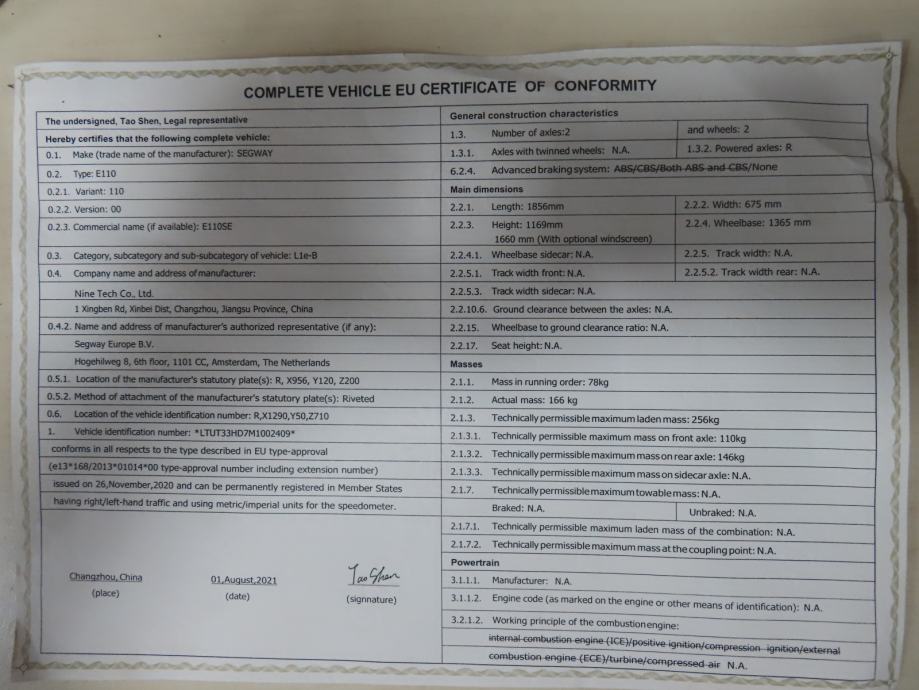 COMPLETE VEHICLE EU CERTIFICATE OF CONFORMITY
The undersigned, Tao Shen, Legal representative
Hereby certifies that the following complete vehicle:
0.1. Make (trade name of the manufacturer): SEGWAY
0.2. Type: E110
0.2.1. Variant: 110
0.2.2. Version: 00
0.2.3. Commercial name (if available): E110SE
0.3. Category, subcategory and sub-subcategory of vehicle: L1e-B
0.4. Company name and address of manufacturer:
Nine Tech Co., Ltd.
1 Xingben Rd, Xinbei Dist, Changzhou, Jiangsu Province, China
0.4.2. Name and address of manufacturer's authorized representative (if any):
Segway Europe B.V.
Hogehilweg 8, 6th floor, 1101 CC, Amsterdam, The Netherlands
0.5.1. Location of the manufacturer's statutory plate(s): R, X956, Y120, Z200
0.5.2. Method of attachment of the manufacturer's statutory plate(s): Riveted
0.6. Location of the vehicle identification number: R,X1290,Y50,Z710
1. Vehicle identification number: *LTUT33HD7M1002409*
conforms in all respects to the type described in EU type-approval
(e13*168/2013*01014*00 type-approval number including extension number)
issued on 26,November,2020 and can be permanently registered in Member States
having right/left-hand traffic and using metric/imperial units for the speedometer.
Changzhou, China 01,August,2021 Tao Shen
(place) (date) (signnature)
General construction characteristics
1.3. Number of axles:2 and wheels: 2
1.3.1. Axles with twinned wheels: N.A. 1.3.2. Powered axles: R
6.2.4. Advanced braking system: ABS/CBS/Both ABS and CBS/None
Main dimensions
2.2.1. Length: 1856mm 2.2.2. Width: 675 mm
2.2.3. Height: 1169mm 2.2.4. Wheelbase: 1365 mm
1660 mm (With optional windscreen)
2.2.4.1. Wheelbase sidecar: N.A. 2.2.5. Track width: N.A.
2.2.5.1. Track width front: N.A. 2.2.5.2. Track width rear: N.A.
2.2.5.3. Track width sidecar: N.A.
2.2.10.6. Ground clearance between the axles: N.A.
2.2.15. Wheelbase to ground clearance ratio: N.A.
2.2.17. Seat height: N.A.
Masses
2.1.1. Mass in running order: 78kg
2.1.2. Actual mass: 166 kg
2.1.3. Technically permissible maximum laden mass: 256kg
2.1.3.1. Technically permissible maximum mass on front axle: 110kg
2.1.3.2. Technically permissible maximum mass on rear axle: 146kg
2.1.3.3. Technically permissible maximum mass on sidecar axle: N.A.
2.1.7. Technically permissible maximum towable mass: N.A.
Braked: N.A. Unbraked: N.A.
2.1.7.1. Technically permissible maximum laden mass of the combination: N.A.
2.1.7.2. Technically permissible maximum mass at the coupling point: N.A.
Powertrain
3.1.1.1. Manufacturer: N.A.
3.1.1.2. Engine code (as marked on the engine or other means of identification): N.A.
3.2.1.2. Working principle of the combustion engine:
internal combustion engine (ICE)/positive ignition/compression ignition/external
combustion engine (ECE)/turbine/compressed air N.A.